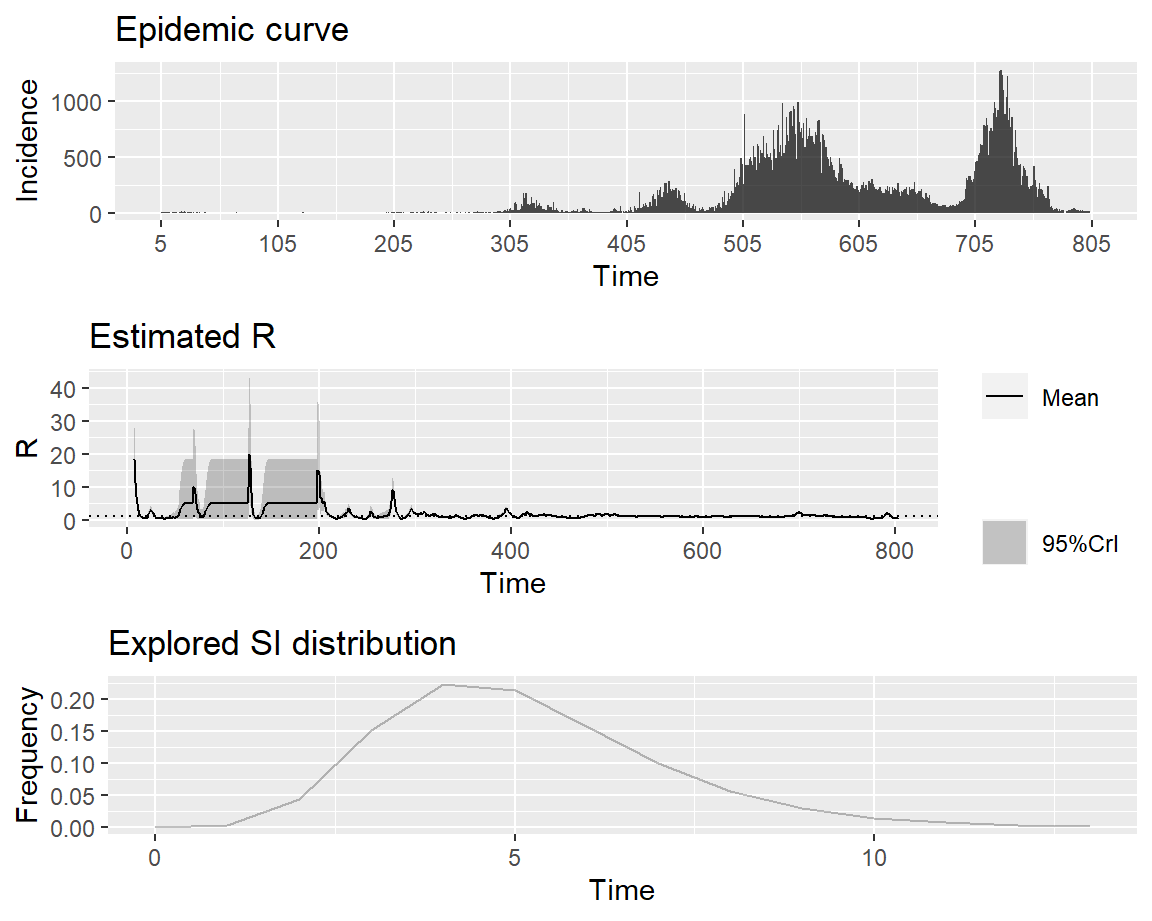 Epidemic curve
Incidence
1000
500
0
5 105 205 305 405 505 605 705 805
Time
Estimated R
R
40
30
20
10
0
0 200 400 600 800
Time
Mean
95%CrI
Explored SI distribution
Frequency
0.20
0.15
0.10
0.05
0.00
0 5 10
Time